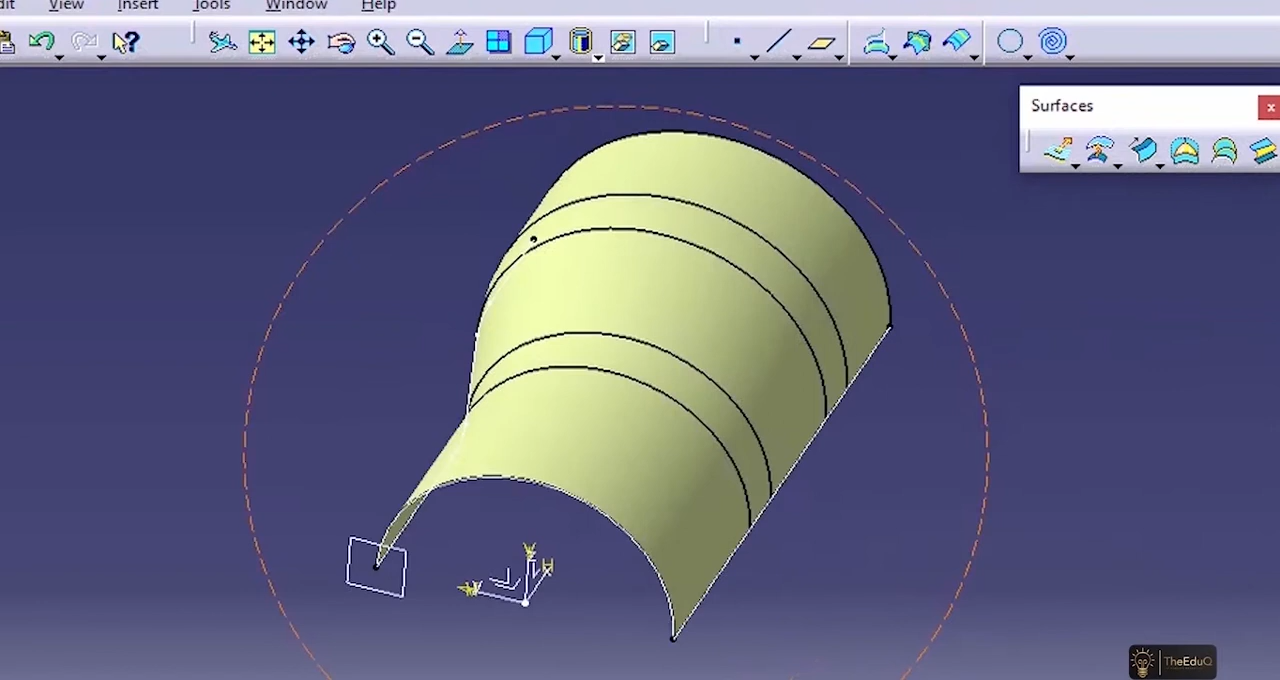 View Insert Tools Window Help
Surfaces
x
H
TheEduQ